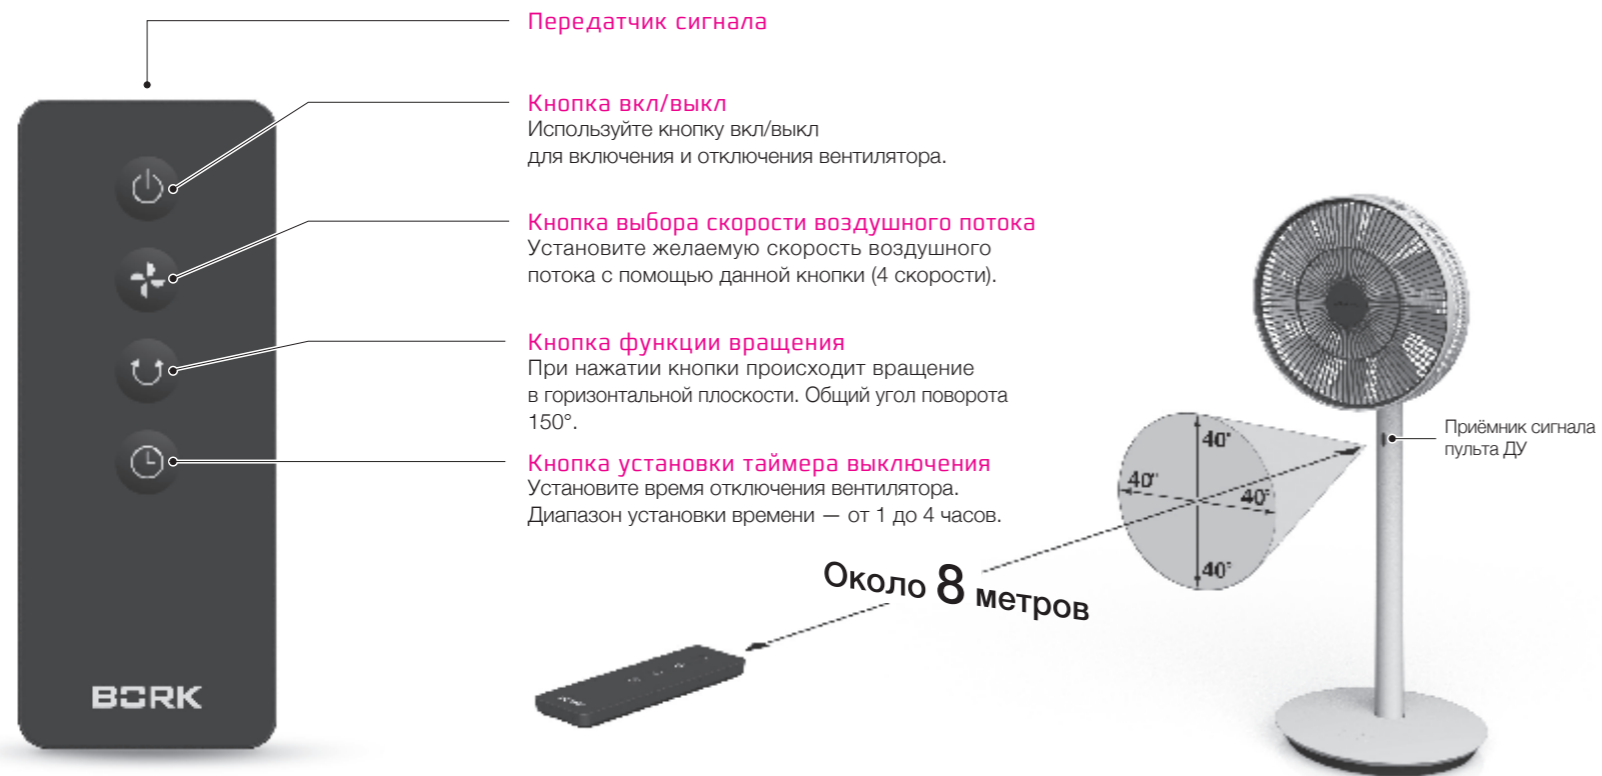 Передатчик сигнала
Кнопка вкл/выкл
Используйте кнопку вкл/выкл
для включения и отключения вентилятора.
Кнопка выбора скорости воздушного потока
Установите желаемую скорость воздушного
потока с помощью данной кнопки (4 скорости).
Кнопка функции вращения
При нажатии кнопки происходит вращение
в горизонтальной плоскости. Общий угол поворота
150°.
Кнопка установки таймера выключения
Установите время отключения вентилятора.
Диапазон установки времени — от 1 до 4 часов.
BORK
Около 8 метров
40°
40°
40°
40°
Приёмник сигнала
пульта ДУ